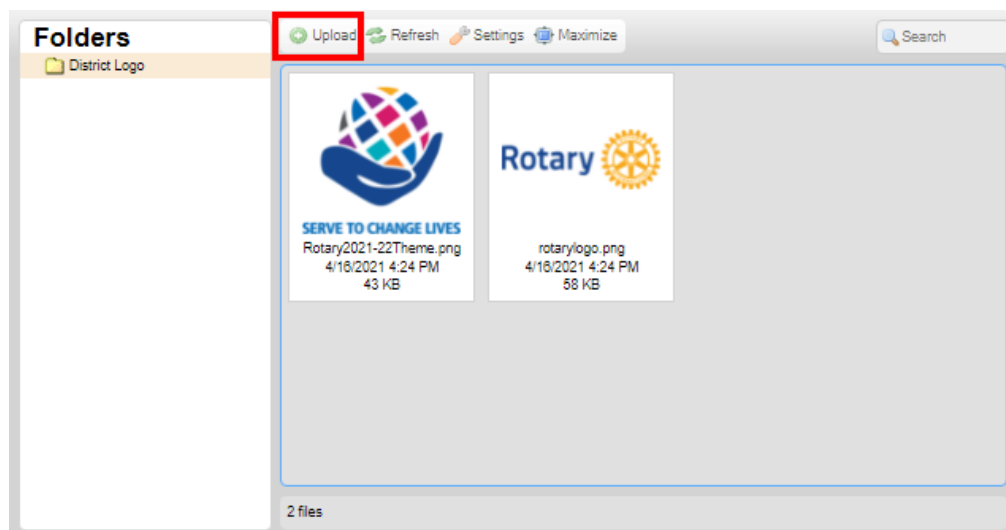 Folders
District Logo
Upload Refresh Settings Maximize
Search
SERVE TO CHANGE LIVES
Rotary2021-22Theme.png
4/16/2021 4:24 PM
43 KB
Rotary
rotarylogo.png
4/16/2021 4:24 PM
58 KB
2 files